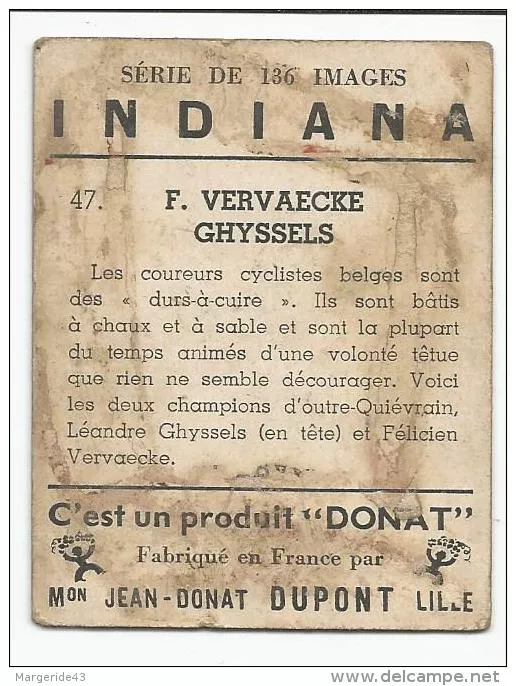 SÉRIE DE 136 IMAGES
INDIANA
47. F. VERVAECKE
GHYSSELS
Les coureurs cyclistes belges sont
des « durs-à-cuire ». Ils sont bâtis
à chaux et à sable et sont la plupart
du temps animés d'une volonté têtue
que rien ne semble décourager. Voici
les deux champions d'outre-Quiévrain,
Léandre Ghyssels (en tête) et Félicien
Vervaecke.
C'est un produit "DONAT"
Fabriqué en France par
MON JEAN-DONAT DUPONT LILLE
Margeride43
delcampe.net